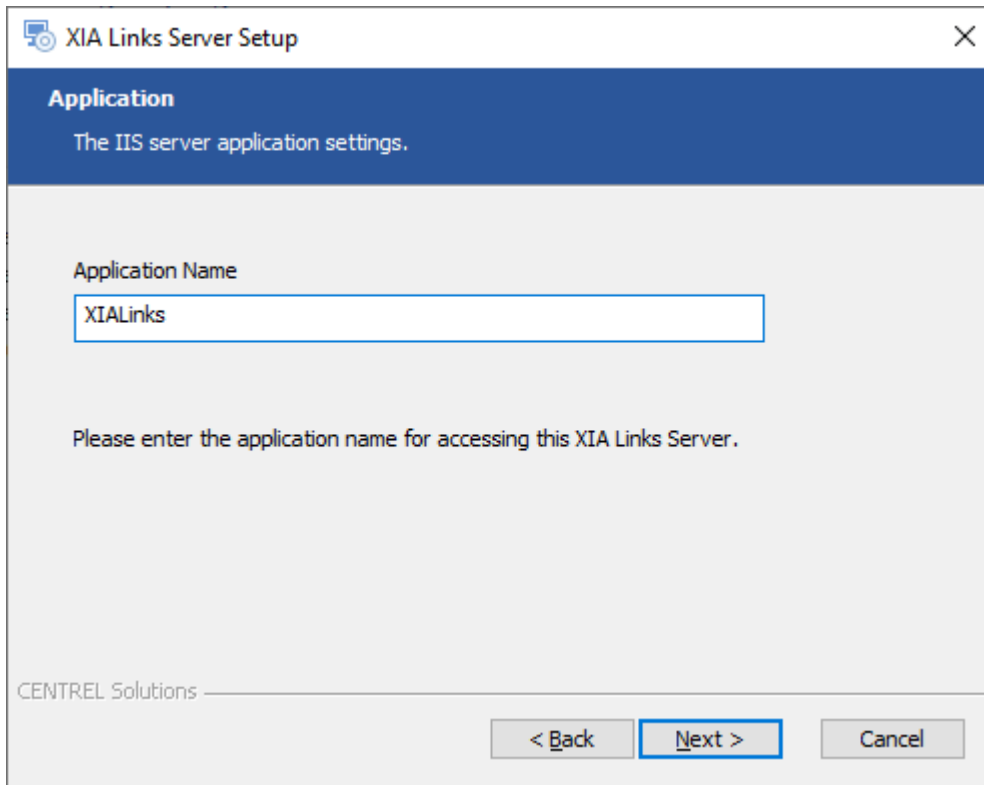 XIA Links Server Setup
Application
The IIS server application settings.
Application Name
XIALinks
Please enter the application name for accessing this XIA Links Server.
CENTREL Solutions
< Back Next > Cancel